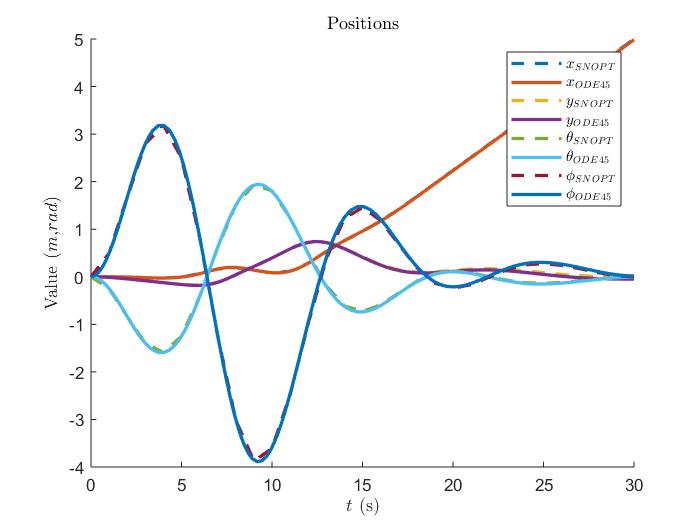 Positions
5
4
3
2
1
0
-1
-2
-3
-4
Value (m,rad)
0 5 10 15 20 25 30
t (s)
x_SNOPT
x_ODE45
y_SNOPT
y_ODE45
θ_SNOPT
θ_ODE45
ϕ_SNOPT
ϕ_ODE45